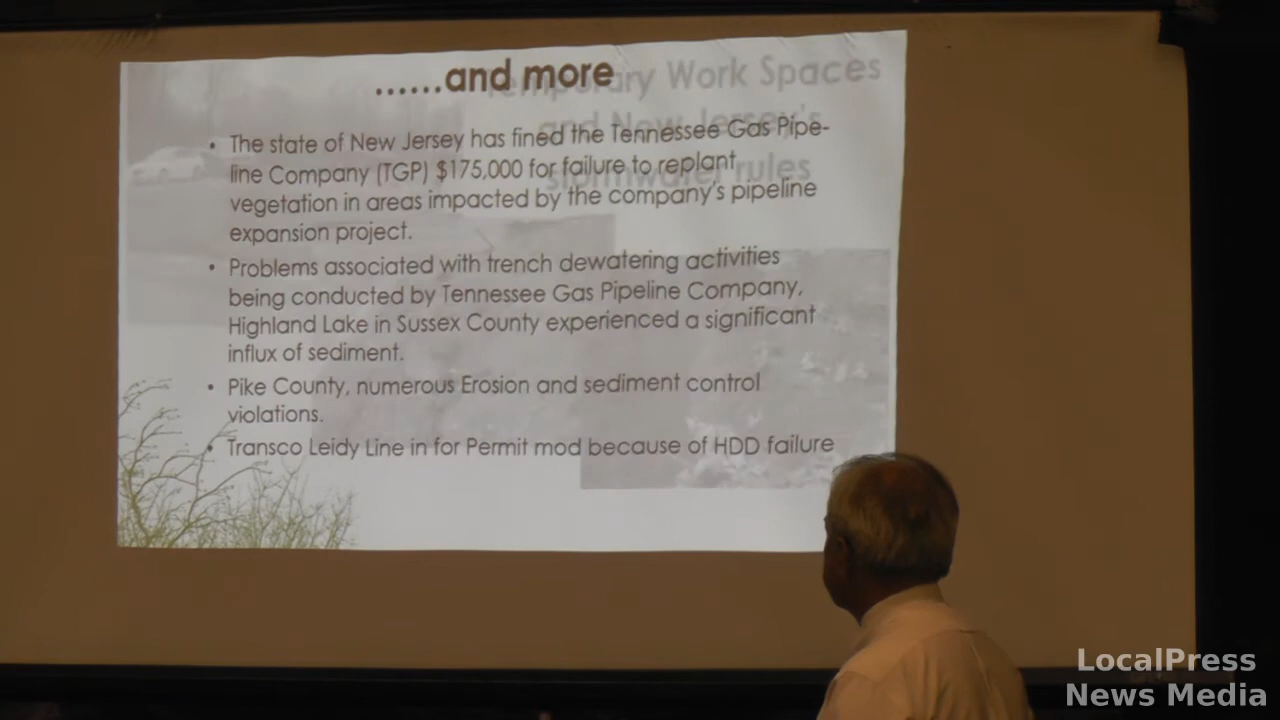 ......and more
Temporary Work Spaces
and New Jersey's
stormwater rules
• The state of New Jersey has fined the Tennessee Gas Pipe-
line Company (TGP) $175,000 for failure to replant
vegetation in areas impacted by the company's pipeline
expansion project.
• Problems associated with trench dewatering activities
being conducted by Tennessee Gas Pipeline Company,
Highland Lake in Sussex County experienced a significant
influx of sediment.
• Pike County, numerous Erosion and sediment control
violations.
• Transco Leidy Line in for Permit mod because of HDD failure
LocalPress
News Media